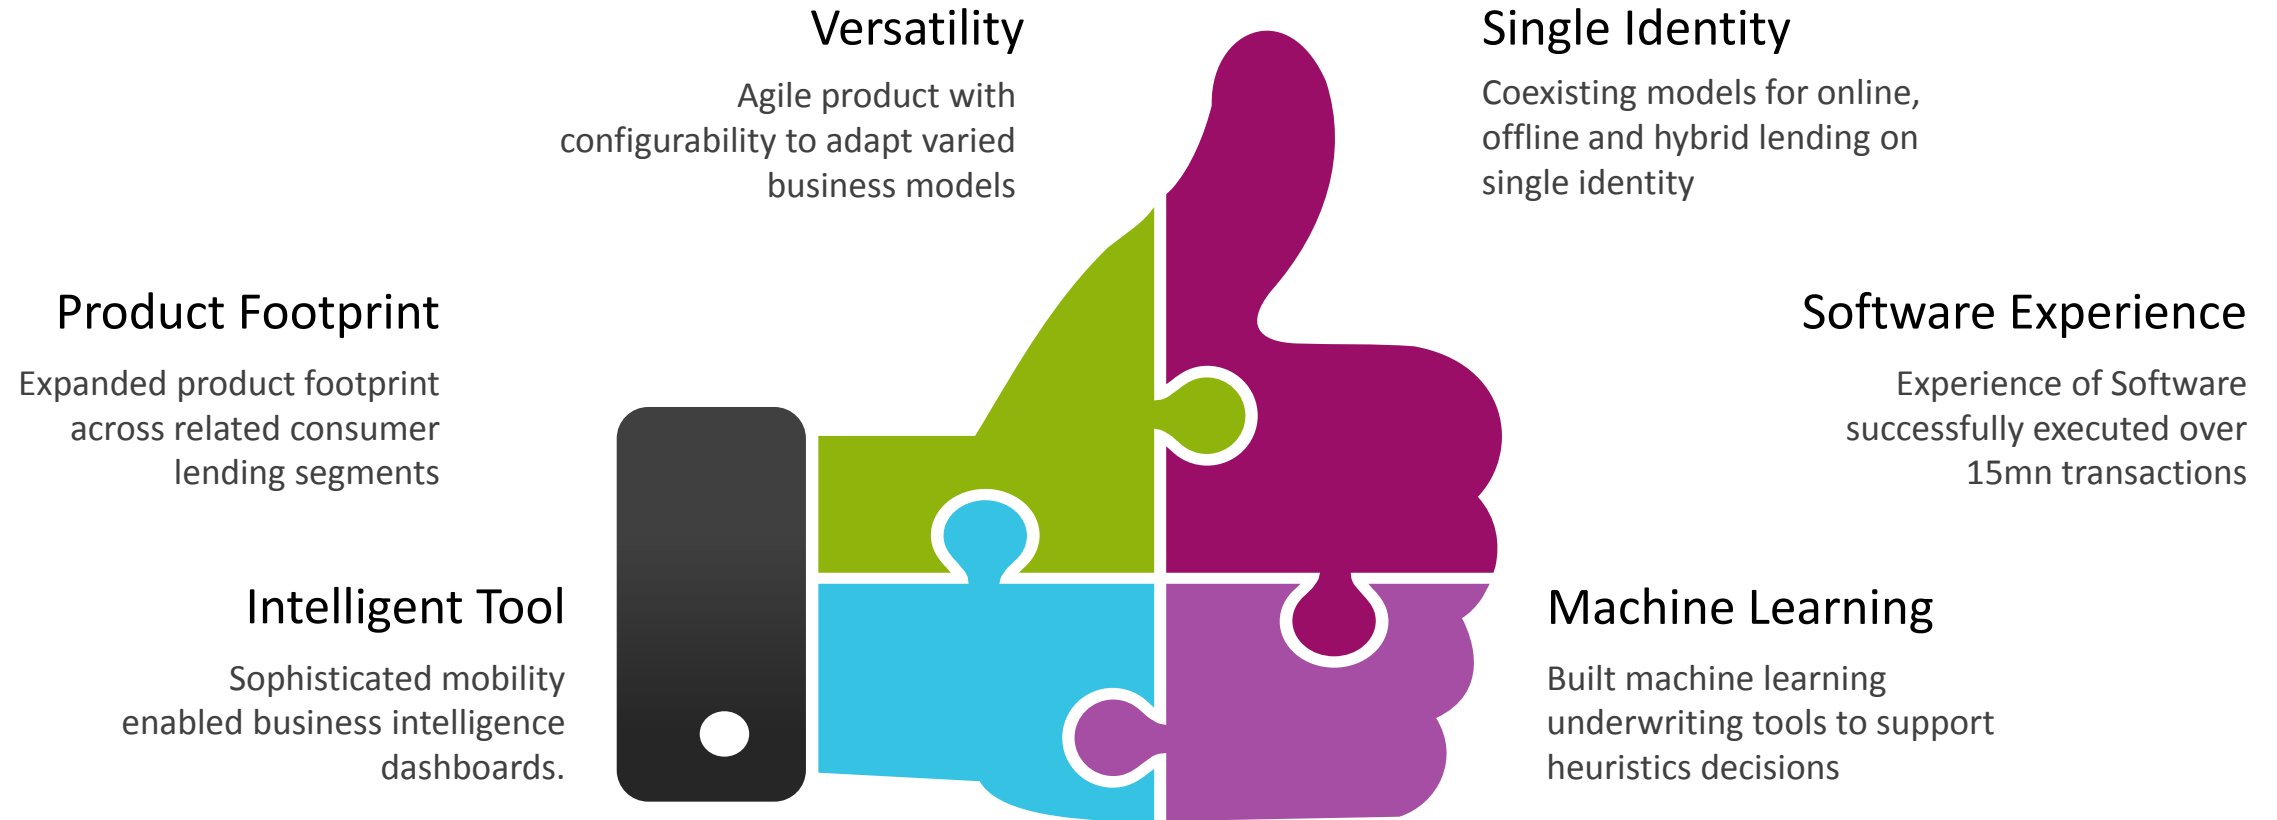 Versatility
Agile product with
configurability to adapt varied
business models
Single Identity
Coexisting models for online,
offline and hybrid lending on
single identity
Product Footprint
Expanded product footprint
across related consumer
lending segments
Software Experience
Experience of Software
successfully executed over
15mn transactions
Intelligent Tool
Sophisticated mobility
enabled business intelligence
dashboards.
Machine Learning
Built machine learning
underwriting tools to support
heuristics decisions